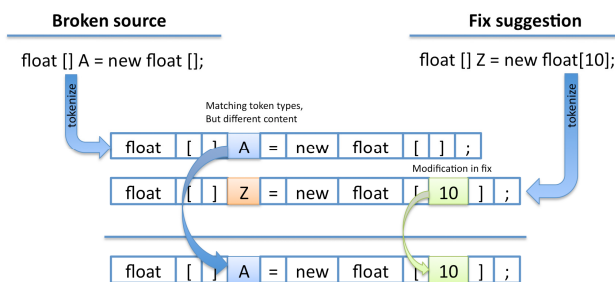 Broken source
Fix suggestion
float [] A = new float [];
float [] Z = new float[10];
tokenize
tokenize
Matching token types,
But different content
float [ ] A = new float [ ] ;
Modification in fix
float [ ] Z = new float [ 10 ] ;
float [ ] A = new float [ 10 ] ;